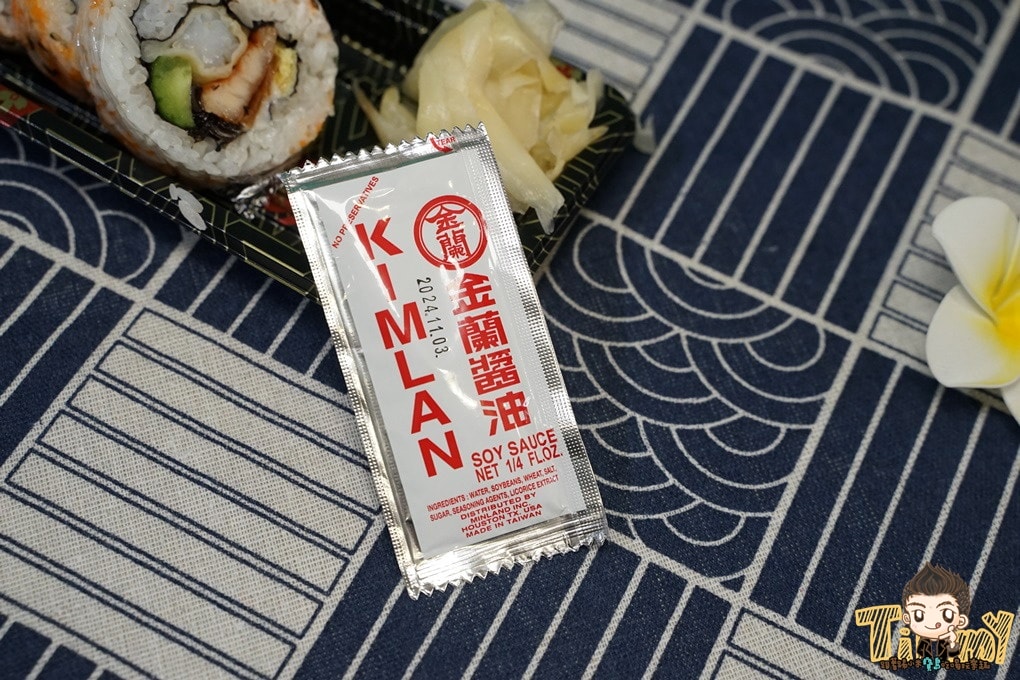 TEAR
NO PRESERVATIVES
金蘭
KIMLAN
2024.11.03.
金蘭醬油
SOY SAUCE
NET 1/4 FL.OZ.
INGREDIENTS : WATER, SOYBEANS, WHEAT, SALT,
SUGAR, SEASONING AGENTS, LICORICE EXTRACT
DISTRIBUTED BY
MINLAND INC.
HOUSTON TX. USA
MADE IN TAIWAN